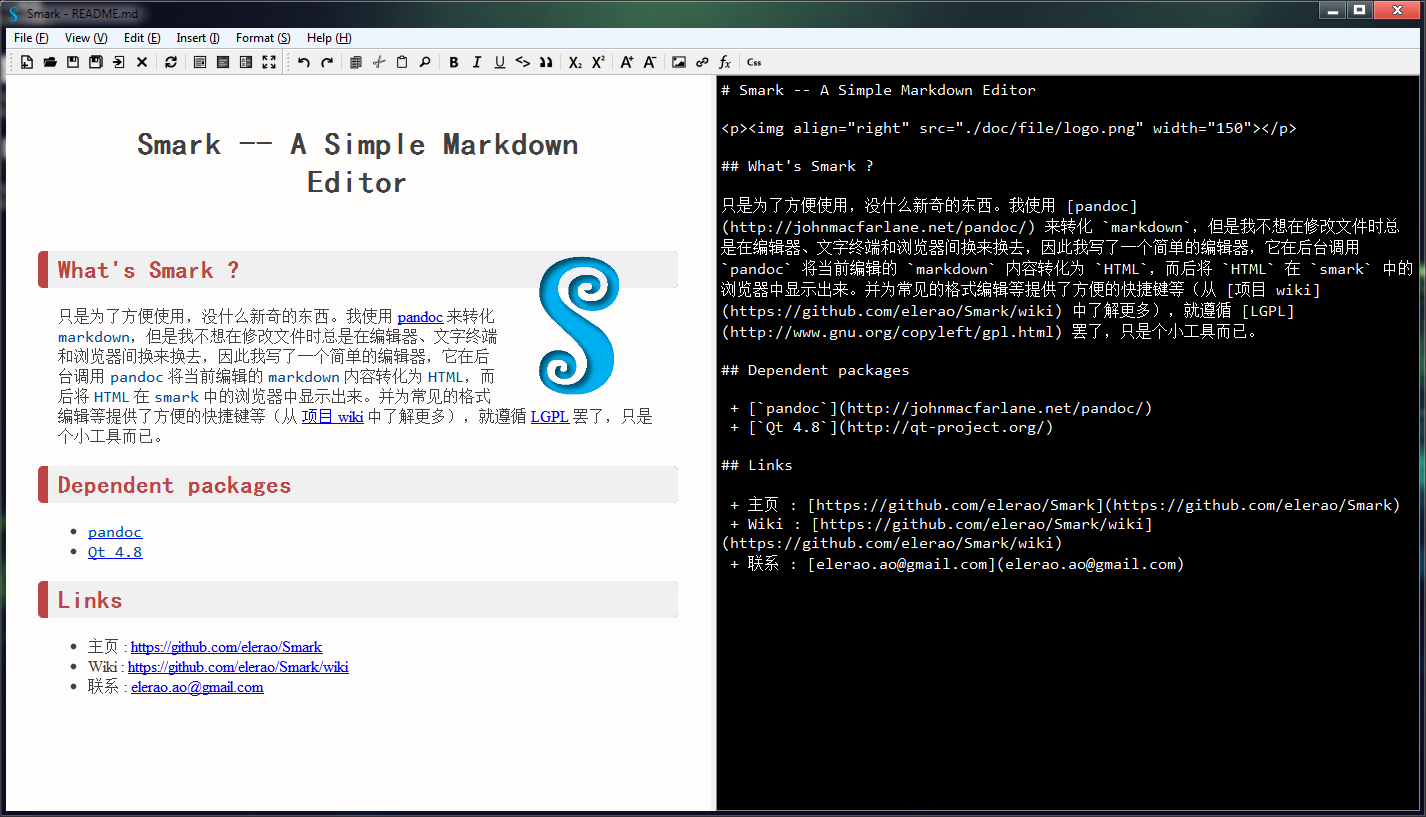 Smark - README.md
File (F) View (V) Edit (E) Insert (I) Format (S) Help (H)
B I U <> X₂ X² A⁺ A⁻ fx Css
Smark -- A Simple Markdown
Editor
What's Smark ?
只是为了方便使用，没什么新奇的东西。我使用 pandoc 来转化
markdown，但是我不想在修改文件时总是在编辑器、文字终端
和浏览器间换来换去，因此我写了一个简单的编辑器，它在后
台调用 pandoc 将当前编辑的 markdown 内容转化为 HTML，而
后将 HTML 在 smark 中的浏览器中显示出来。并为常见的格式
编辑等提供了方便的快捷键等（从 项目 wiki 中了解更多），就遵循 LGPL 罢了，只是
个小工具而已。
Dependent packages
• pandoc
• Qt 4.8
Links
• 主页 : https://github.com/elerao/Smark
• Wiki : https://github.com/elerao/Smark/wiki
• 联系 : elerao.ao@gmail.com
# Smark -- A Simple Markdown Editor
<p><img align="right" src="./doc/file/logo.png" width="150"></p>
## What's Smark ?
只是为了方便使用，没什么新奇的东西。我使用 [pandoc]
(http://johnmacfarlane.net/pandoc/) 来转化 `markdown`，但是我不想在修改文件时总
是在编辑器、文字终端和浏览器间换来换去，因此我写了一个简单的编辑器，它在后台调用
`pandoc` 将当前编辑的 `markdown` 内容转化为 `HTML`，而后将 `HTML` 在 `smark` 中的
浏览器中显示出来。并为常见的格式编辑等提供了方便的快捷键等（从 [项目 wiki]
(https://github.com/elerao/Smark/wiki) 中了解更多），就遵循 [LGPL]
(http://www.gnu.org/copyleft/gpl.html) 罢了，只是个小工具而已。
## Dependent packages
+ [`pandoc`](http://johnmacfarlane.net/pandoc/)
+ [`Qt 4.8`](http://qt-project.org/)
## Links
+ 主页 : [https://github.com/elerao/Smark](https://github.com/elerao/Smark)
+ Wiki : [https://github.com/elerao/Smark/wiki]
(https://github.com/elerao/Smark/wiki)
+ 联系 : [elerao.ao@gmail.com](elerao.ao@gmail.com)